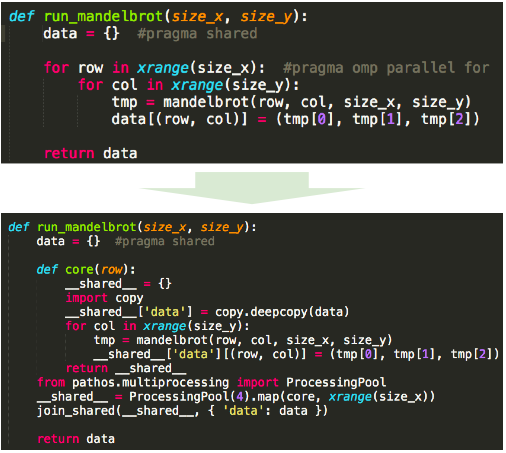 def run_mandelbrot(size_x, size_y):
    data = {}  #pragma shared

    for row in xrange(size_x):  #pragma omp parallel for
        for col in xrange(size_y):
            tmp = mandelbrot(row, col, size_x, size_y)
            data[(row, col)] = (tmp[0], tmp[1], tmp[2])

    return data

def run_mandelbrot(size_x, size_y):
    data = {}  #pragma shared

    def core(row):
        __shared__ = {}
        import copy
        __shared__['data'] = copy.deepcopy(data)
        for col in xrange(size_y):
            tmp = mandelbrot(row, col, size_x, size_y)
            __shared__['data'][(row, col)] = (tmp[0], tmp[1], tmp[2])
        return __shared__
    from pathos.multiprocessing import ProcessingPool
    __shared__ = ProcessingPool(4).map(core, xrange(size_x))
    join_shared(__shared__, { 'data': data })

    return data